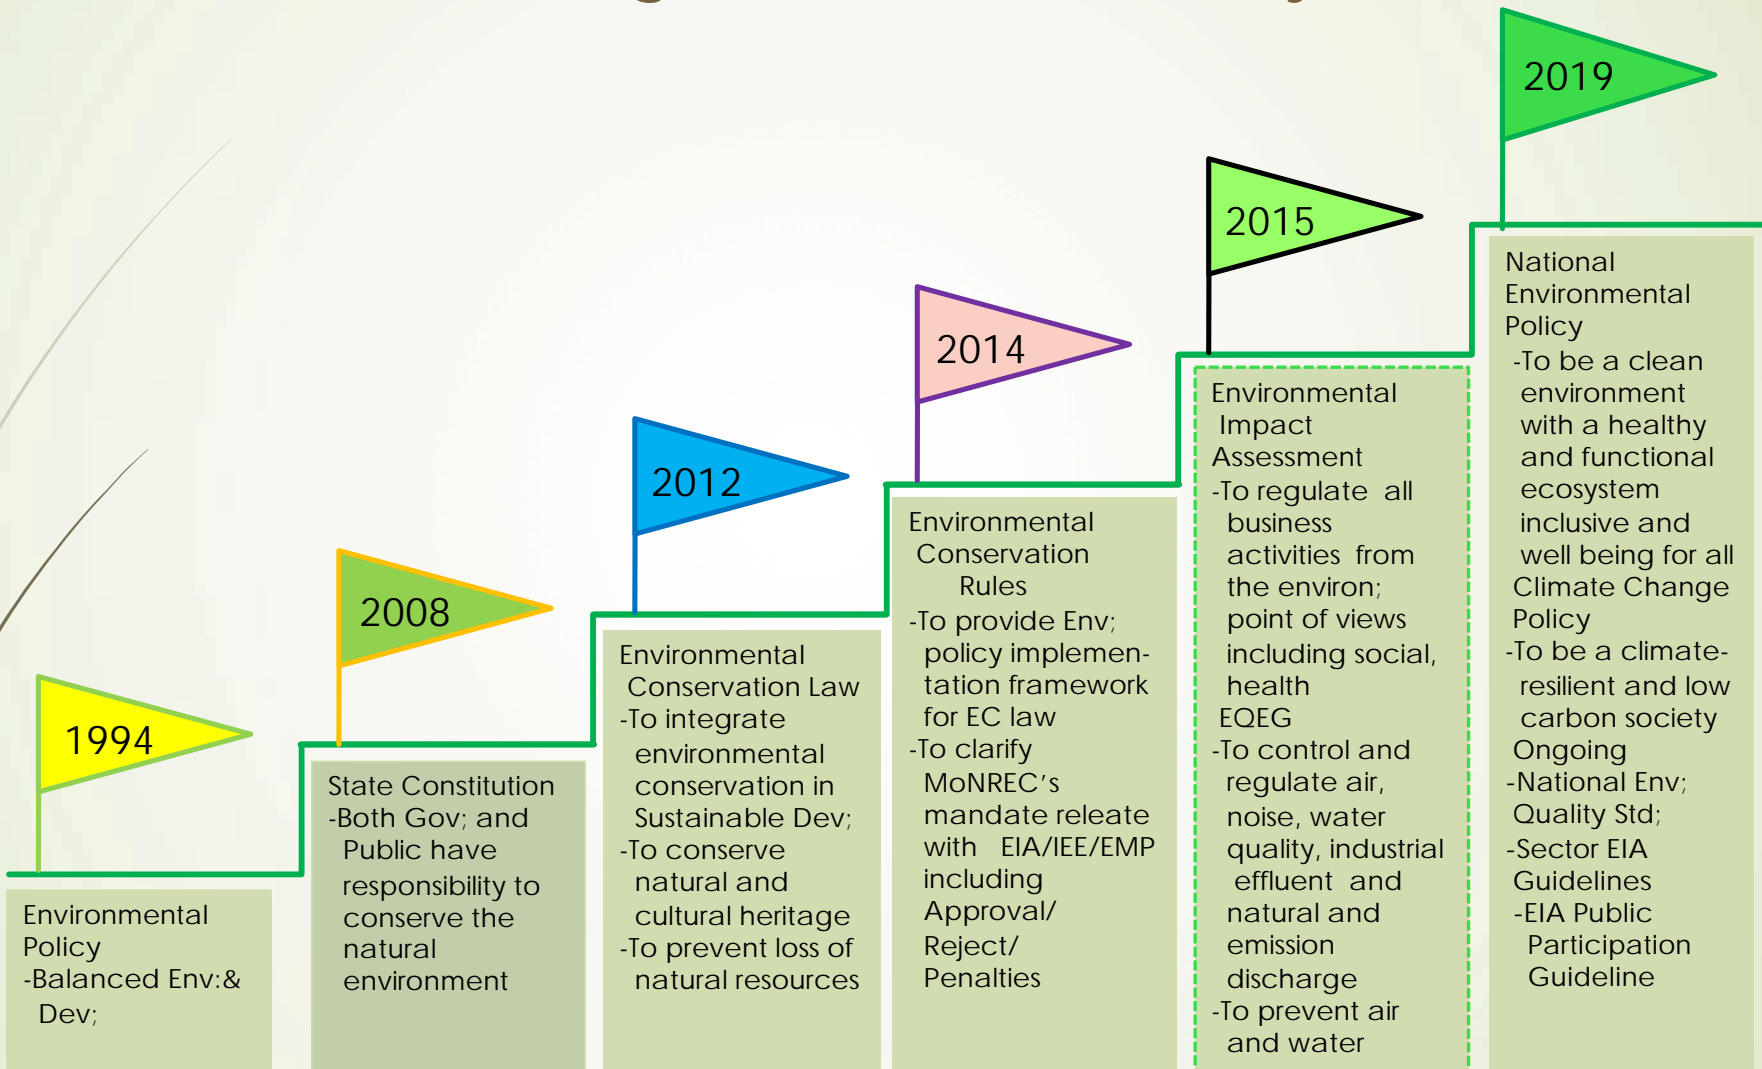 1994
Environmental
Policy
-Balanced Env:&
Dev;
2008
State Constitution
-Both Gov; and
Public have
responsibility to
conserve the
natural
environment
2012
Environmental
Conservation Law
-To integrate
environmental
conservation in
Sustainable Dev;
-To conserve
natural and
cultural heritage
-To prevent loss of
natural resources
2014
Environmental
Conservation
Rules
-To provide Env;
policy implemen-
tation framework
for EC law
-To clarify
MoNREC's
mandate releate
with EIA/IEE/EMP
including
Approval/
Reject/
Penalties
2015
Environmental
Impact
Assessment
-To regulate all
business
activities from
the environ;
point of views
including social,
health
EQEG
-To control and
regulate air,
noise, water
quality, industrial
effluent and
natural and
emission
discharge
-To prevent air
and water
2019
National
Environmental
Policy
-To be a clean
environment
with a healthy
and functional
ecosystem
inclusive and
well being for all
Climate Change
Policy
-To be a climate-
resilient and low
carbon society
Ongoing
-National Env;
Quality Std;
-Sector EIA
Guidelines
-EIA Public
Participation
Guideline